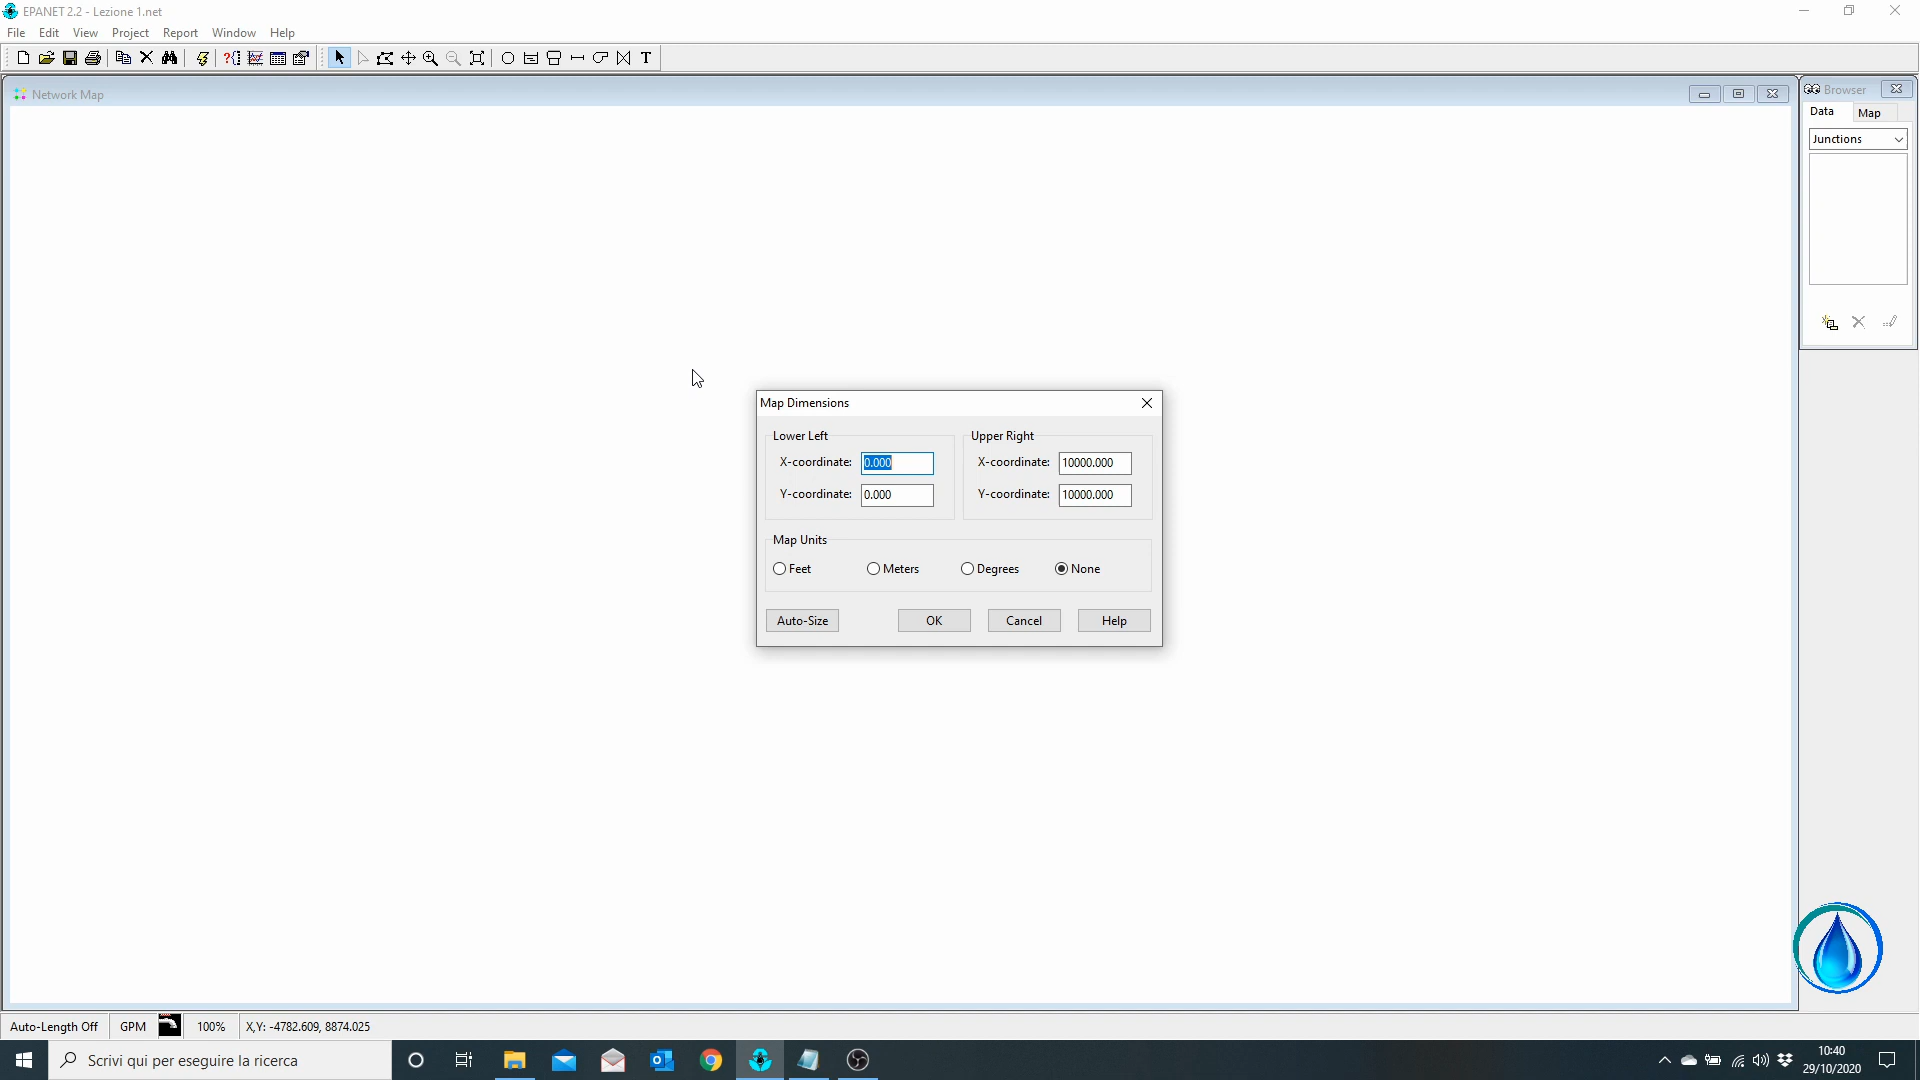 EPANET 2.2 - Lezione 1.net
File Edit View Project Report Window Help
T
Network Map
Browser
Data Map
Junctions
Map Dimensions
Lower Left Upper Right
X-coordinate: 0.000 X-coordinate: 10000.000
Y-coordinate: 0.000 Y-coordinate: 10000.000
Map Units
Feet Meters Degrees None
Auto-Size OK Cancel Help
Auto-Length Off GPM 100% X,Y: -4782.609, 8874.025
Scrivi qui per eseguire la ricerca
10:40
29/10/2020